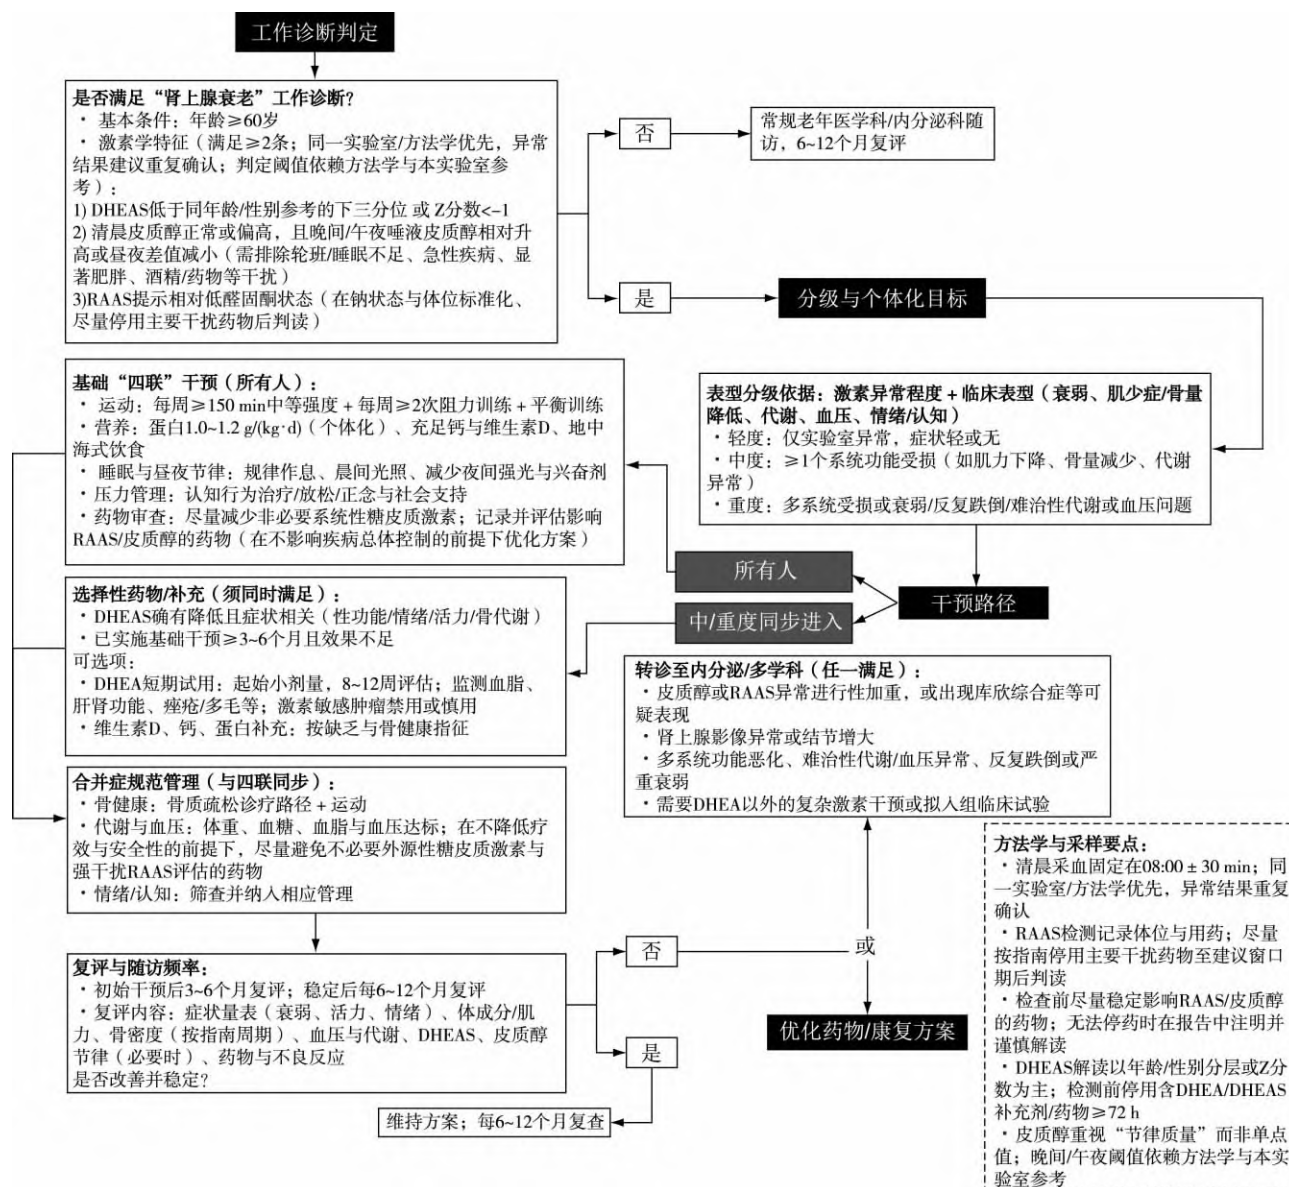 工作诊断判定
是否满足“肾上腺衰老”工作诊断?
· 基本条件:年龄≥60岁
· 激素学特征(满足≥2条;同一实验室/方法学优先,异常
结果建议重复确认;判定阈值依赖方法学与本实验室参
考):
1) DHEAS低于同年龄/性别参考的下三分位 或 Z分数<-1
2) 清晨皮质醇正常或偏高,且晚间/午夜唾液皮质醇相对升
高或昼夜差值减小(需排除轮班/睡眠不足、急性疾病、显
著肥胖、酒精/药物等干扰)
3)RAAS提示相对低醛固酮状态(在钠状态与体位标准化、
尽量停用主要干扰药物后判读)
否
常规老年医学科/内分泌科随
访,6~12个月复评
是
分级与个体化目标
表型分级依据:激素异常程度 + 临床表型(衰弱、肌少症/骨量
降低、代谢、血压、情绪/认知)
· 轻度:仅实验室异常,症状轻或无
· 中度:≥1个系统功能受损(如肌力下降、骨量减少、代谢
异常)
· 重度:多系统受损或衰弱/反复跌倒/难治性代谢或血压问题
干预路径
所有人
中/重度同步进入
基础“四联”干预(所有人):
· 运动:每周≥150 min中等强度 + 每周≥2次阻力训练 + 平衡训练
· 营养:蛋白1.0~1.2 g/(kg·d)(个体化)、充足钙与维生素D、地中
海式饮食
· 睡眠与昼夜节律:规律作息、晨间光照、减少夜间强光与兴奋剂
· 压力管理:认知行为治疗/放松/正念与社会支持
· 药物审查:尽量减少非必要系统性糖皮质激素;记录并评估影响
RAAS/皮质醇的药物(在不影响疾病总体控制的前提下优化方案)
选择性药物/补充(须同时满足):
· DHEAS确有降低且症状相关(性功能/情绪/活力/骨代谢)
· 已实施基础干预≥3~6个月且效果不足
可选项:
· DHEA短期试用:起始小剂量,8~12周评估;监测血脂、
肝肾功能、痤疮/多毛等;激素敏感肿瘤禁用或慎用
· 维生素D、钙、蛋白补充:按缺乏与骨健康指征
合并症规范管理(与四联同步):
· 骨健康:骨质疏松诊疗路径 + 运动
· 代谢与血压:体重、血糖、血脂与血压达标;在不降低疗
效与安全性的前提下,尽量避免不必要外源性糖皮质激素与
强干扰RAAS评估的药物
· 情绪/认知:筛查并纳入相应管理
复评与随访频率:
· 初始干预后3~6个月复评;稳定后每6~12个月复评
· 复评内容:症状量表(衰弱、活力、情绪)、体成分/肌
力、骨密度(按指南周期)、血压与代谢、DHEAS、皮质醇
节律(必要时)、药物与不良反应
是否改善并稳定?
否
是
维持方案;每6~12个月复查
转诊至内分泌/多学科(任一满足):
· 皮质醇或RAAS异常进行性加重,或出现库欣综合症等可
疑表现
· 肾上腺影像异常或结节增大
· 多系统功能恶化、难治性代谢/血压异常、反复跌倒或严
重衰弱
· 需要DHEA以外的复杂激素干预或拟入组临床试验
或
优化药物/康复方案
方法学与采样要点:
· 清晨采血固定在08:00 ± 30 min;同
一实验室/方法学优先,异常结果重复
确认
· RAAS检测记录体位与用药;尽量
按指南停用主要干扰药物至建议窗口
期后判读
· 检查前尽量稳定影响RAAS/皮质醇
的药物;无法停药时在报告中注明并
谨慎解读
· DHEAS解读以年龄/性别分层或Z分
数为主;检测前停用含DHEA/DHEAS
补充剂/药物≥72 h
· 皮质醇重视“节律质量”而非单点
值;晚间/午夜阈值依赖方法学与本实
验室参考